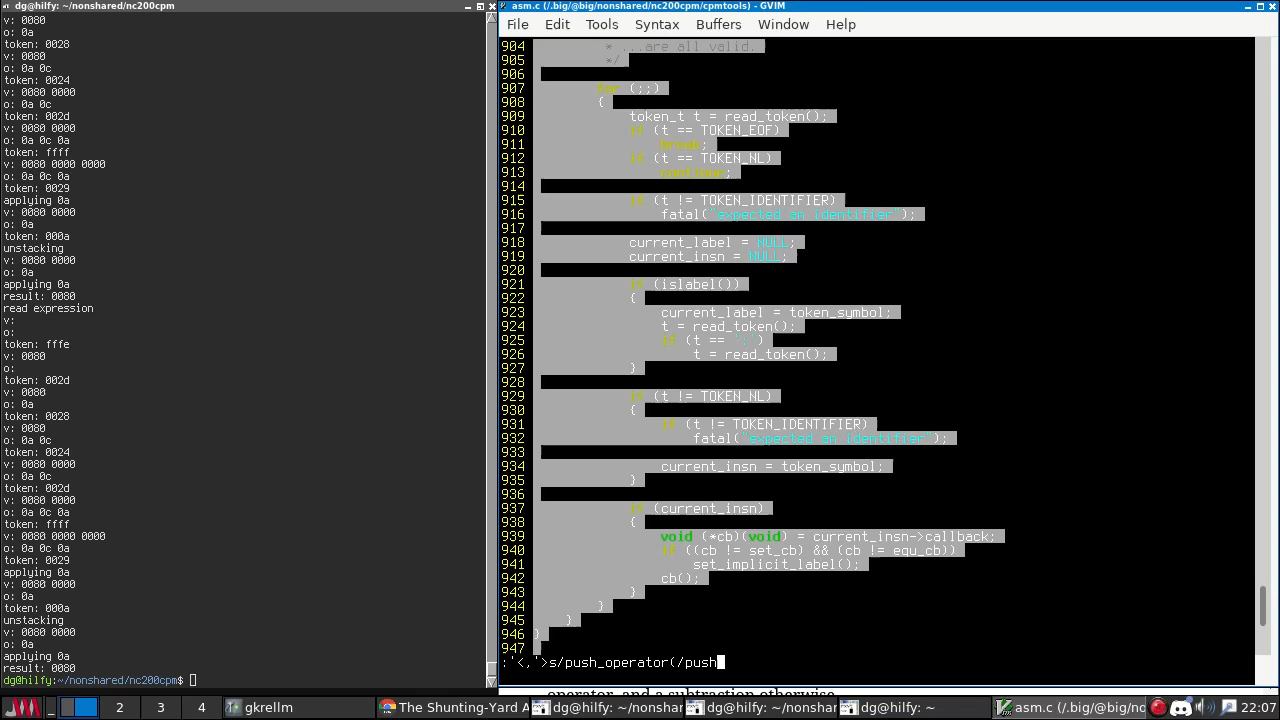 dg@hilfy: ~/nonshared/nc200cpm
v: 0080
o: 0a
token: 0028
v: 0080
o: 0a 0c
token: 0024
v: 0080 0000
o: 0a 0c
token: 002d
v: 0080 0000
o: 0a 0c 0a
token: ffff
v: 0080 0000 0000
o: 0a 0c 0a
token: 0029
applying 0a
v: 0080 0000
o: 0a
token: 000a
unstacking
v: 0080 0000
o: 0a
applying 0a
result: 0080
read expression
v:
o:
token: fffe
v: 0080
o:
token: 002d
v: 0080
o: 0a
token: 0028
v: 0080
o: 0a 0c
token: 0024
v: 0080 0000
o: 0a 0c
token: 002d
v: 0080 0000
o: 0a 0c 0a
token: ffff
v: 0080 0000 0000
o: 0a 0c 0a
token: 0029
applying 0a
v: 0080 0000
o: 0a
token: 000a
unstacking
v: 0080 0000
o: 0a
applying 0a
result: 0080
dg@hilfy:~/nonshared/nc200cpm$
asm.c (/.big/@big/nonshared/nc200cpm/cpmtools) - GVIM
File Edit Tools Syntax Buffers Window Help
904 * ...are all valid.
905 */
906
907 for (;;)
908 {
909 token_t t = read_token();
910 if (t == TOKEN_EOF)
911 break;
912 if (t == TOKEN_NL)
913 continue;
914
915 if (t != TOKEN_IDENTIFIER)
916 fatal("expected an identifier");
917
918 current_label = NULL;
919 current_insn = NULL;
920
921 if (islabel())
922 {
923 current_label = token_symbol;
924 t = read_token();
925 if (t == ':')
926 t = read_token();
927 }
928
929 if (t != TOKEN_NL)
930 {
931 if (t != TOKEN_IDENTIFIER)
932 fatal("expected an identifier");
933
934 current_insn = token_symbol;
935 }
936
937 if (current_insn)
938 {
939 void (*cb)(void) = current_insn->callback;
940 if ((cb != set_cb) && (cb != equ_cb))
941 set_implicit_label();
942 cb();
943 }
944 }
945 }
946 }
947
:'<,'>s/push_operator(/push
operator, and a subtraction otherwise
2 3 4 gkrellm The Shunting-Yard A dg@hilfy: ~/nonshar dg@hilfy: ~/nonshar dg@hilfy: ~ asm.c (/.big/@big/no 22:07